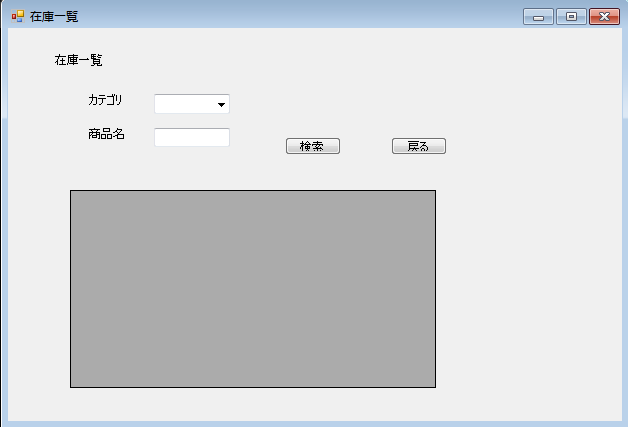 在庫一覧
在庫一覧
カテゴリ
商品名
検索
戻る